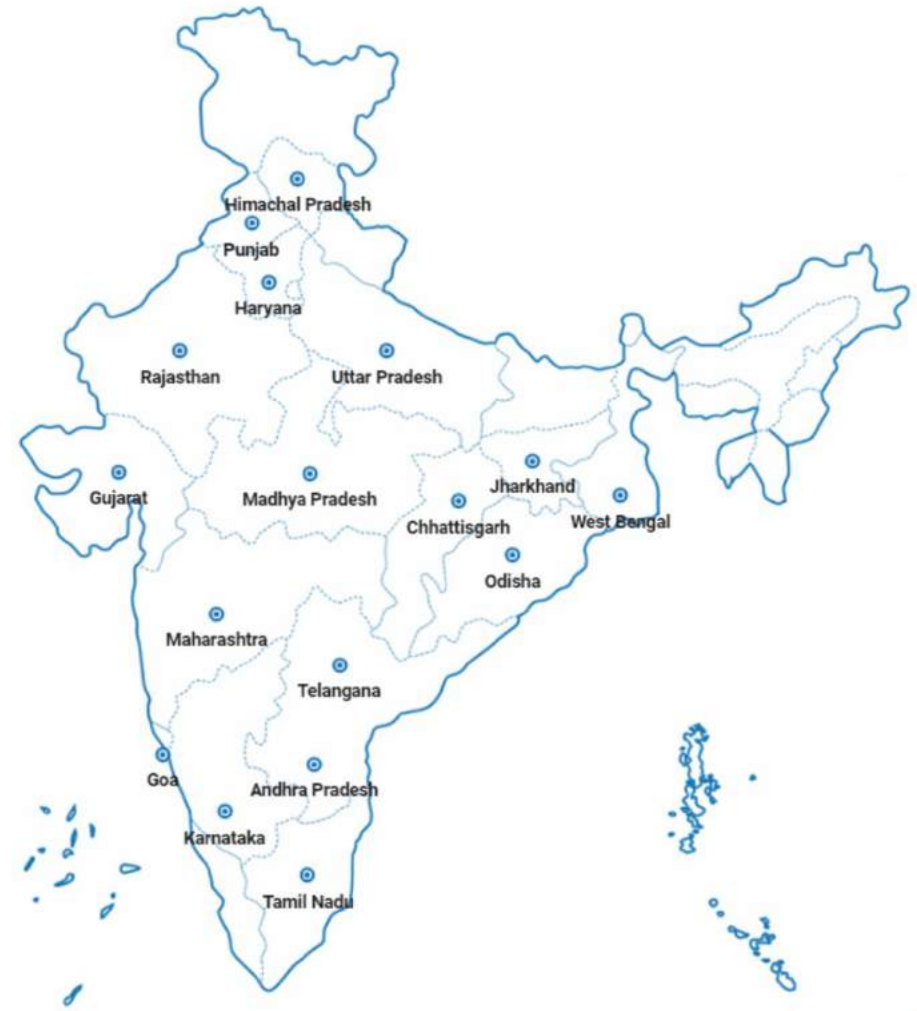 Himachal Pradesh
Punjab
Haryana
Rajasthan
Uttar Pradesh
Gujarat
Madhya Pradesh
Jharkhand
Chhattisgarh
West Bengal
Odisha
Maharashtra
Telangana
Goa
Andhra Pradesh
Karnataka
Tamil Nadu